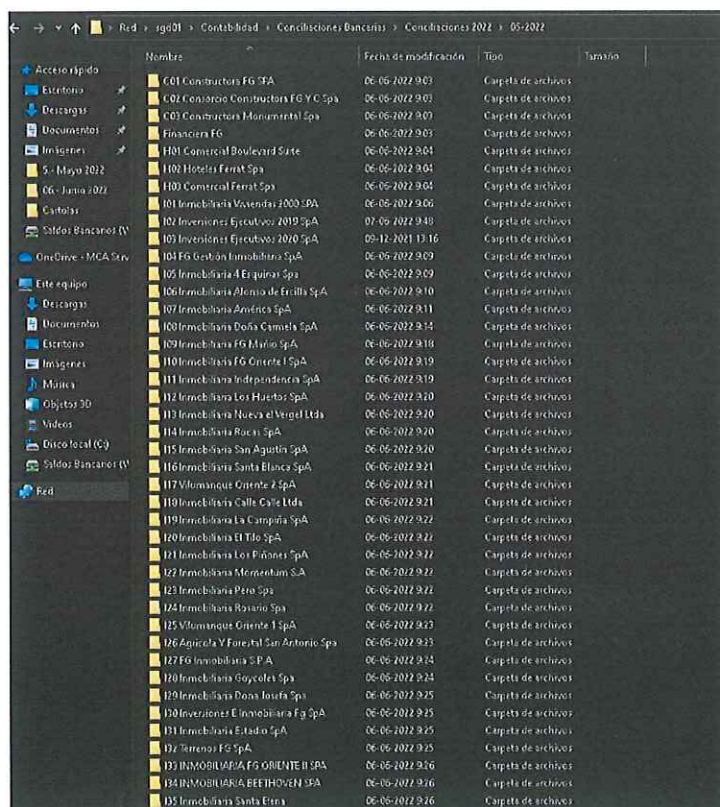 Red > sgd01 > Contabilidad > Conciliaciones Bancarias > Conciliaciones 2022 > 05-2022
Nombre Fecha de modificación Tipo Tamaño
Acceso rápido
Escritorio
Descargas
Documentos
Imágenes
5.- Mayo 2022
06.- Junio 2022
Cartolas
Saldos Bancarios (\
OneDrive - MCA Serv
Este equipo
Descargas
Documentos
Escritorio
Imágenes
Música
Objetos 3D
Vídeos
Disco local (C:)
Saldos Bancarios (\
Red
C01 Constructora FG SPA 06-06-2022 9:03 Carpeta de archivos
C02 Consorcio Constructora FG Y C Spa 06-06-2022 9:03 Carpeta de archivos
C03 Constructora Monumental Spa 06-06-2022 9:03 Carpeta de archivos
Financiera FG 06-06-2022 9:03 Carpeta de archivos
H01 Comercial Boulevard Suite 06-06-2022 9:04 Carpeta de archivos
H02 Hoteles Ferrat Spa 06-06-2022 9:04 Carpeta de archivos
H03 Comercial Ferrat Spa 06-06-2022 9:04 Carpeta de archivos
I01 Inmobiliaria Viviendas 2000 SPA 06-06-2022 9:06 Carpeta de archivos
I02 Inversiones Ejecutivos 2019 SpA 07-06-2022 9:48 Carpeta de archivos
I03 Inversiones Ejecutivos 2020 SpA 09-12-2021 13:16 Carpeta de archivos
I04 FG Gestión Inmobiliaria SpA 06-06-2022 9:09 Carpeta de archivos
I05 Inmobiliaria 4 Esquinas Spa 06-06-2022 9:09 Carpeta de archivos
I06 Inmobiliaria Alonso de Ercilla SpA 06-06-2022 9:10 Carpeta de archivos
I07 Inmobiliaria América SpA 06-06-2022 9:11 Carpeta de archivos
I08 Inmobiliaria Doña Carmela SpA 06-06-2022 9:14 Carpeta de archivos
I09 Inmobiliaria FG Mañio SpA 06-06-2022 9:18 Carpeta de archivos
I10 Inmobiliaria FG Oriente I SpA 06-06-2022 9:19 Carpeta de archivos
I11 Inmobiliaria Independencia SpA 06-06-2022 9:19 Carpeta de archivos
I12 Inmobiliaria Los Huertos SpA 06-06-2022 9:20 Carpeta de archivos
I13 Inmobiliaria Nueva el Vergel Ltda 06-06-2022 9:20 Carpeta de archivos
I14 Inmobiliaria Rocas SpA 06-06-2022 9:20 Carpeta de archivos
I15 Inmobiliaria San Agustín SpA 06-06-2022 9:20 Carpeta de archivos
I16 Inmobiliaria Santa Blanca SpA 06-06-2022 9:21 Carpeta de archivos
I17 Vilumanque Oriente 2 SpA 06-06-2022 9:21 Carpeta de archivos
I18 Inmobiliaria Calle Calle Ltda 06-06-2022 9:21 Carpeta de archivos
I19 Inmobiliaria La Campiña SpA 06-06-2022 9:22 Carpeta de archivos
I20 Inmobiliaria El Tilo SpA 06-06-2022 9:22 Carpeta de archivos
I21 Inmobiliaria Los Piñones SpA 06-06-2022 9:22 Carpeta de archivos
I22 Inmobiliaria Momentum S.A 06-06-2022 9:22 Carpeta de archivos
I23 Inmobiliaria Pero Spa 06-06-2022 9:22 Carpeta de archivos
I24 Inmobiliaria Rosario Spa 06-06-2022 9:22 Carpeta de archivos
I25 Vilumanque Oriente 1 SpA 06-06-2022 9:23 Carpeta de archivos
I26 Agricola Y Forestal San Antonio Spa 06-06-2022 9:23 Carpeta de archivos
I27 FG Inmobiliaria S.P.A 06-06-2022 9:24 Carpeta de archivos
I28 Inmobiliaria Goycolea Spa 06-06-2022 9:24 Carpeta de archivos
I29 Inmobiliaria Dona Josefa SpA 06-06-2022 9:25 Carpeta de archivos
I30 Inversiones E Inmobiliaria Fg SpA 06-06-2022 9:25 Carpeta de archivos
I31 Inmobiliaria Estadio SpA 06-06-2022 9:25 Carpeta de archivos
I32 Terrenos FG SpA 06-06-2022 9:25 Carpeta de archivos
I33 INMOBILIARIA FG ORIENTE II SPA 06-06-2022 9:26 Carpeta de archivos
I34 INMOBILIARIA BEETHOVEN SPA 06-06-2022 9:26 Carpeta de archivos
I35 Inmobiliaria Santa Elena 06-06-2022 9:26 Carpeta de archivos